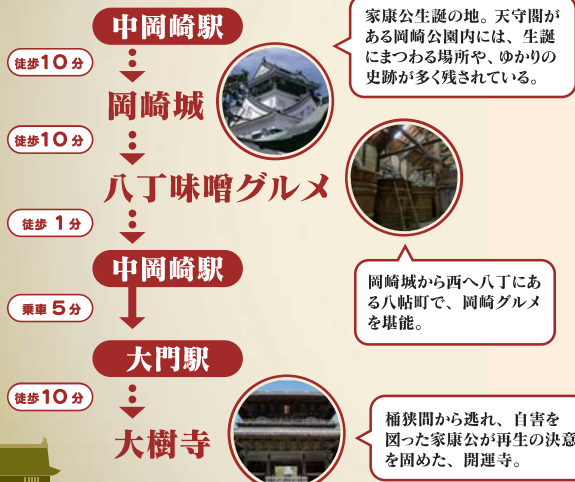 中岡崎駅
徒歩10分
岡崎城
家康公生誕の地。天守閣が
ある岡崎公園内には、生誕
にまつわる場所や、ゆかりの
史跡が多く残されている。
徒歩10分
八丁味噌グルメ
岡崎城から西へ八丁にあ
る八帖町で、岡崎グルメ
を堪能。
徒歩 1分
中岡崎駅
乗車 5分
大門駅
徒歩10分
大樹寺
桶狭間から逃れ、自害を
図った家康公が再生の決意
を固めた、開運寺。